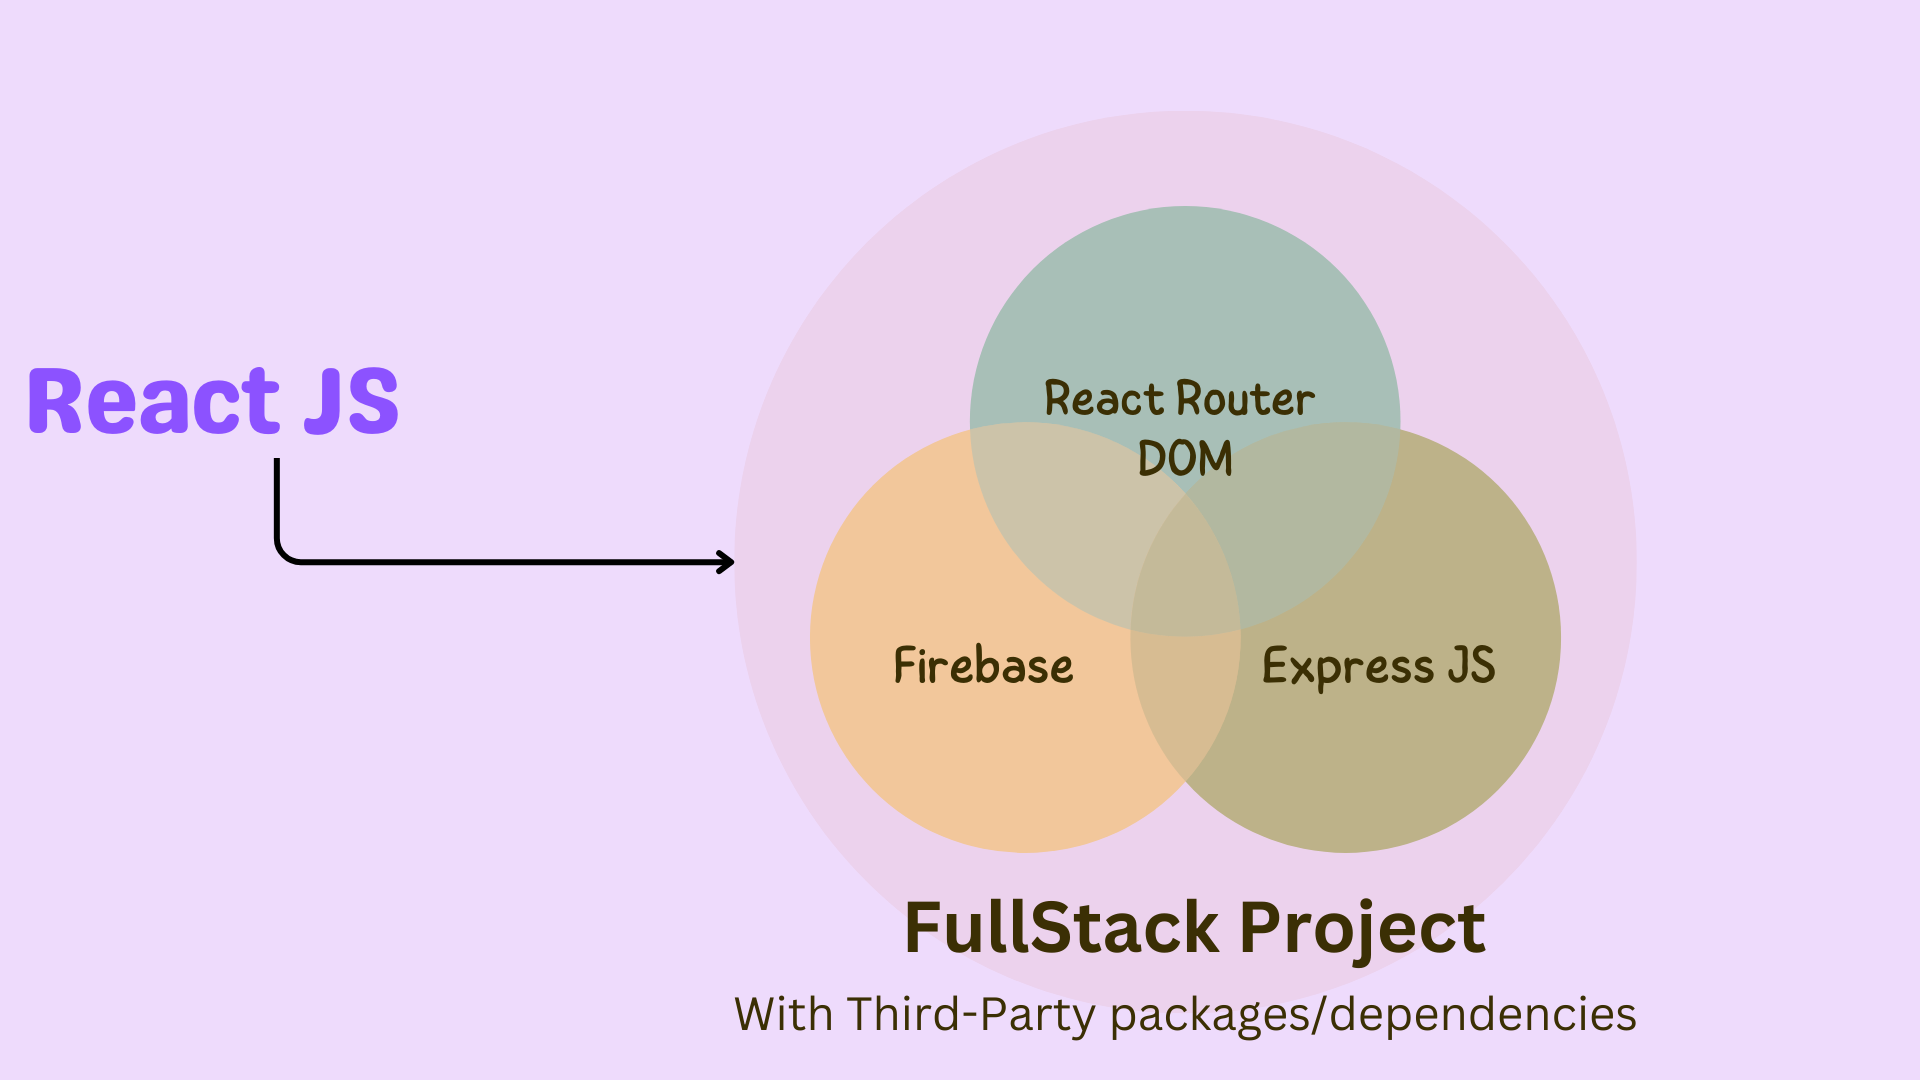 React JS
React Router
DOM
Firebase
Express JS
FullStack Project
With Third-Party packages/dependencies